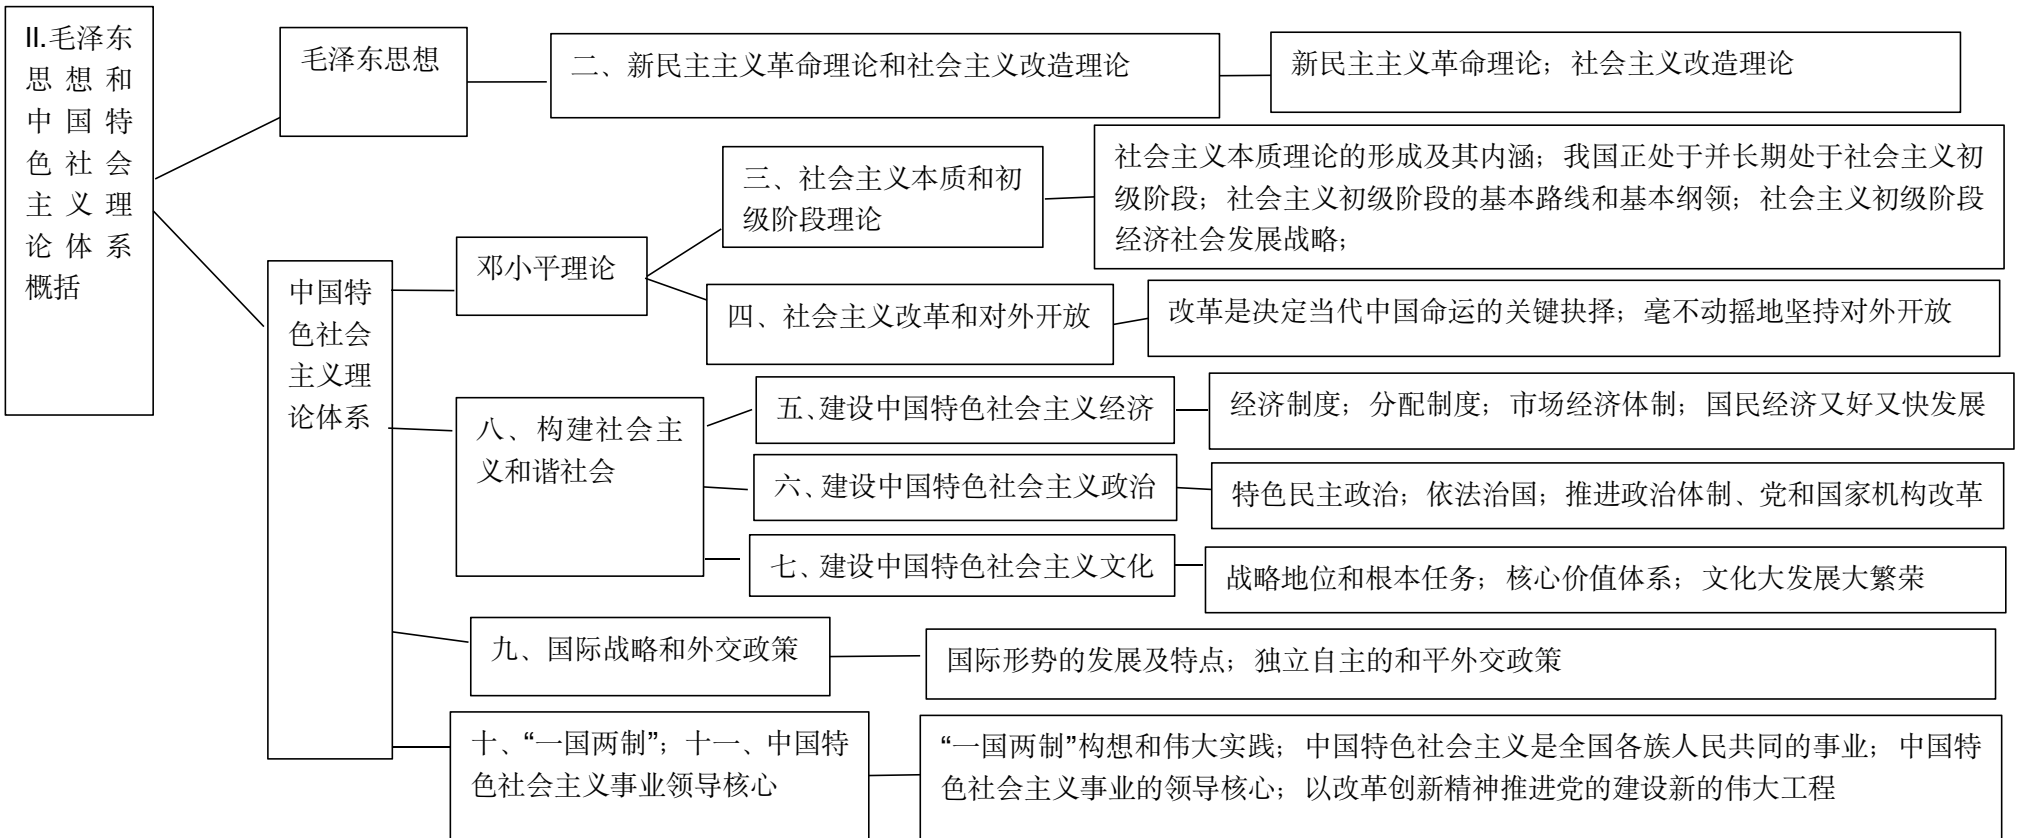 II.毛泽东
思想和
中国特
色社会
主义理
论体系
概括
毛泽东思想
二、新民主主义革命理论和社会主义改造理论
新民主主义革命理论；社会主义改造理论
中国特
色社会
主义理
论体系
邓小平理论
三、社会主义本质和初
级阶段理论
社会主义本质理论的形成及其内涵；我国正处于并长期处于社会主义初
级阶段；社会主义初级阶段的基本路线和基本纲领；社会主义初级阶段
经济社会发展战略；
四、社会主义改革和对外开放
改革是决定当代中国命运的关键抉择；毫不动摇地坚持对外开放
八、构建社会主
义和谐社会
五、建设中国特色社会主义经济
经济制度；分配制度；市场经济体制；国民经济又好又快发展
六、建设中国特色社会主义政治
特色民主政治；依法治国；推进政治体制、党和国家机构改革
七、建设中国特色社会主义文化
战略地位和根本任务；核心价值体系；文化大发展大繁荣
九、国际战略和外交政策
国际形势的发展及特点；独立自主的和平外交政策
十、“一国两制”；十一、中国特
色社会主义事业领导核心
“一国两制”构想和伟大实践；中国特色社会主义是全国各族人民共同的事业；中国特
色社会主义事业的领导核心；以改革创新精神推进党的建设新的伟大工程